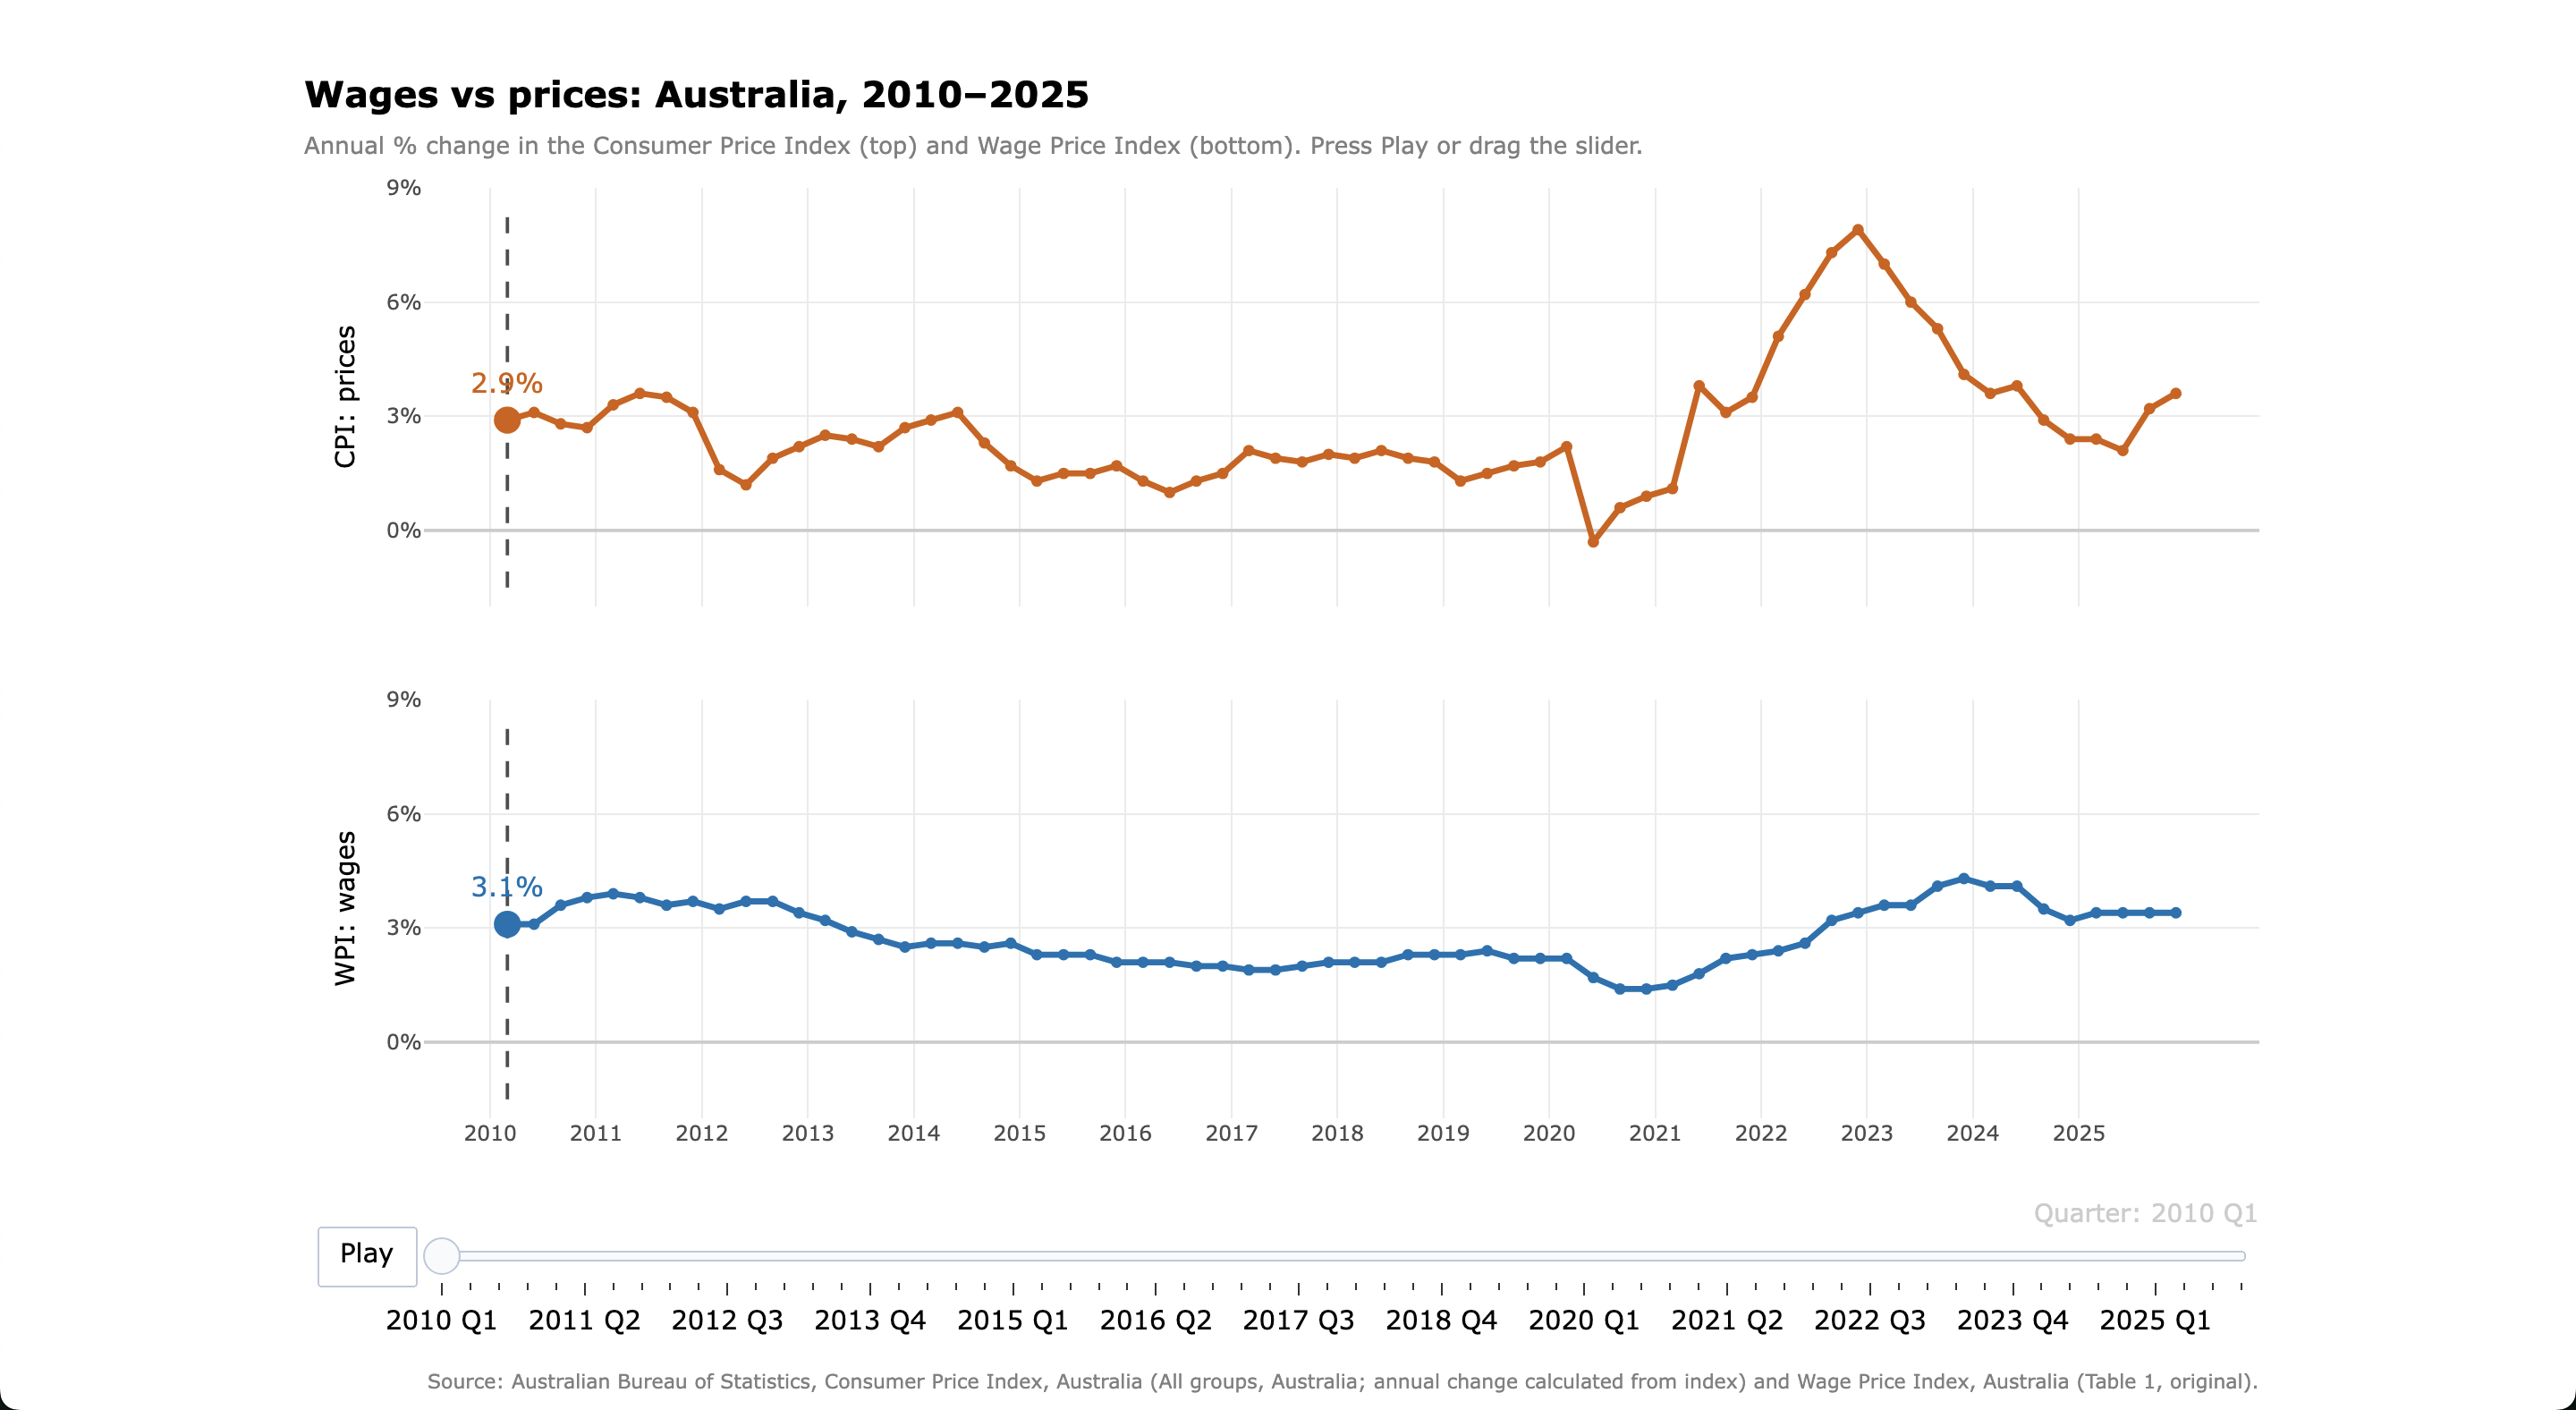 Wages vs prices: Australia, 2010–2025
Annual % change in the Consumer Price Index (top) and Wage Price Index (bottom). Press Play or drag the slider.
9%
6%
3%
0%
CPI: prices
2.9%
9%
6%
3%
0%
WPI: wages
3.1%
2010 2011 2012 2013 2014 2015 2016 2017 2018 2019 2020 2021 2022 2023 2024 2025
Quarter: 2010 Q1
Play
2010 Q1 2011 Q2 2012 Q3 2013 Q4 2015 Q1 2016 Q2 2017 Q3 2018 Q4 2020 Q1 2021 Q2 2022 Q3 2023 Q4 2025 Q1
Source: Australian Bureau of Statistics, Consumer Price Index, Australia (All groups, Australia; annual change calculated from index) and Wage Price Index, Australia (Table 1, original).